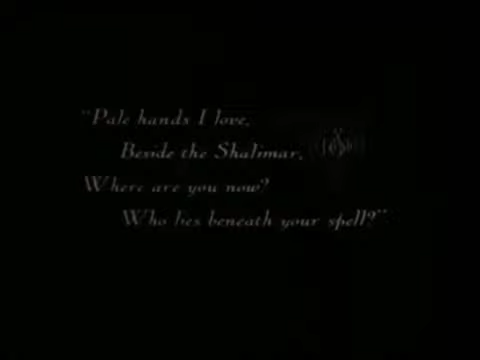 "Pale hands I love,
Beside the Shalimar,
Where are you now?
Who lies beneath your spell?"